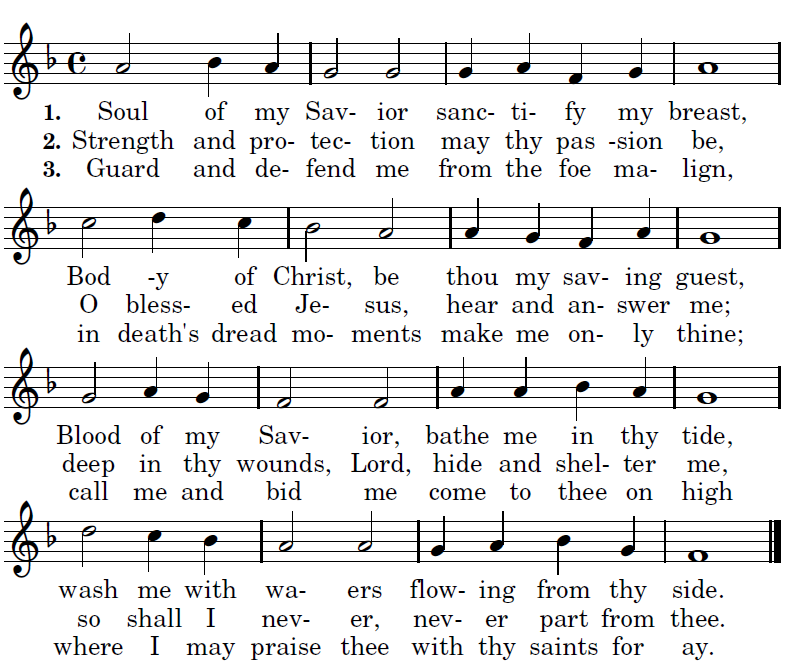 1. Soul of my Sav- ior sanc- ti- fy my breast,
2. Strength and pro- tec- tion may thy pas -sion be,
3. Guard and de- fend me from the foe ma- lign,
Bod -y of Christ, be thou my sav- ing guest,
O bless- ed Je- sus, hear and an- swer me;
in death's dread mo- ments make me on- ly thine;
Blood of my Sav- ior, bathe me in thy tide,
deep in thy wounds, Lord, hide and shel- ter me,
call me and bid me come to thee on high
wash me with wa- ers flow- ing from thy side.
so shall I nev- er, nev- er part from thee.
where I may praise thee with thy saints for ay.